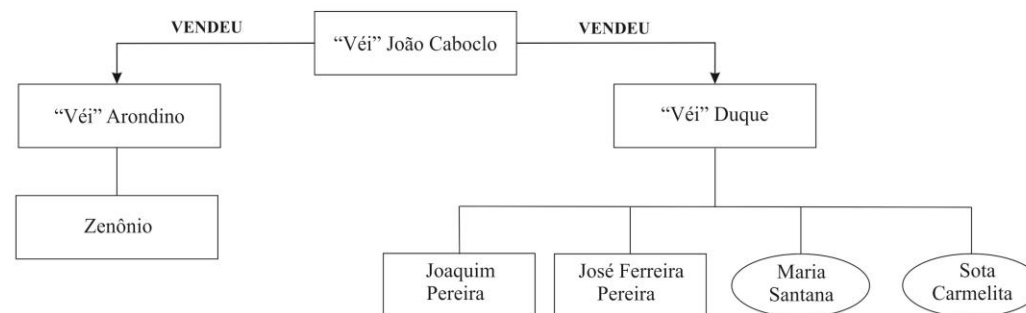 VENDEU
“Véi” João Caboclo
VENDEU
“Véi” Arondino
“Véi” Duque
Zenônio
Joaquim
Pereira
José Ferreira
Pereira
Maria
Santana
Sota
Carmelita